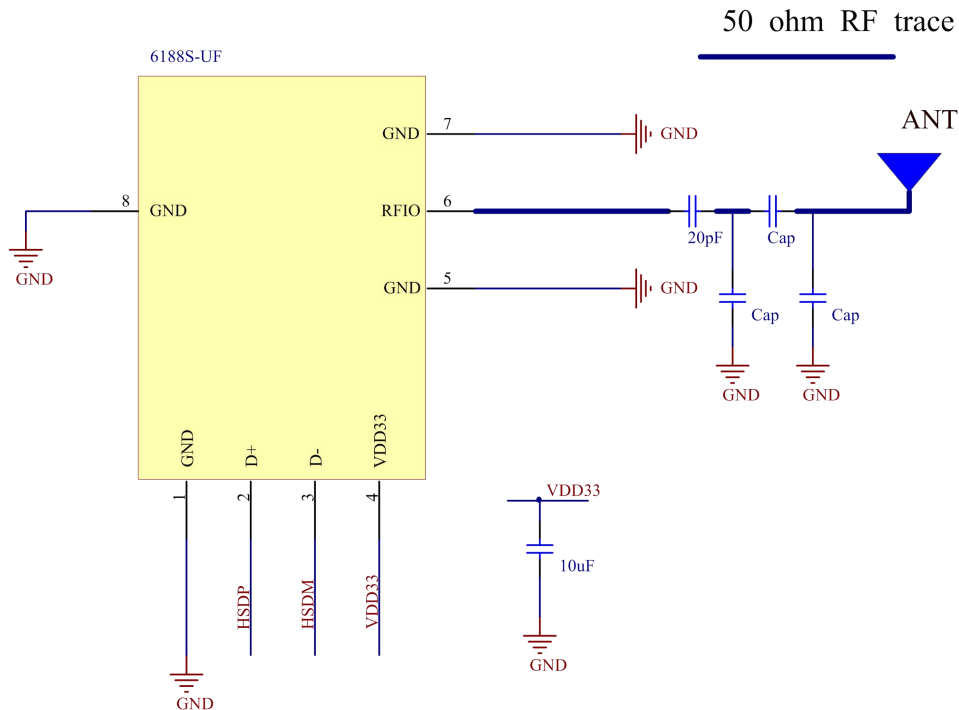 50 ohm RF trace
6188S-UF
ANT
GND 7 GND
8 GND RFIO 6
20pF Cap
GND
GND 5 GND
Cap Cap
GND GND
GND D+ D- VDD33
1 2 3 4
VDD33
10uF
HSDP HSDM VDD33
GND
GND